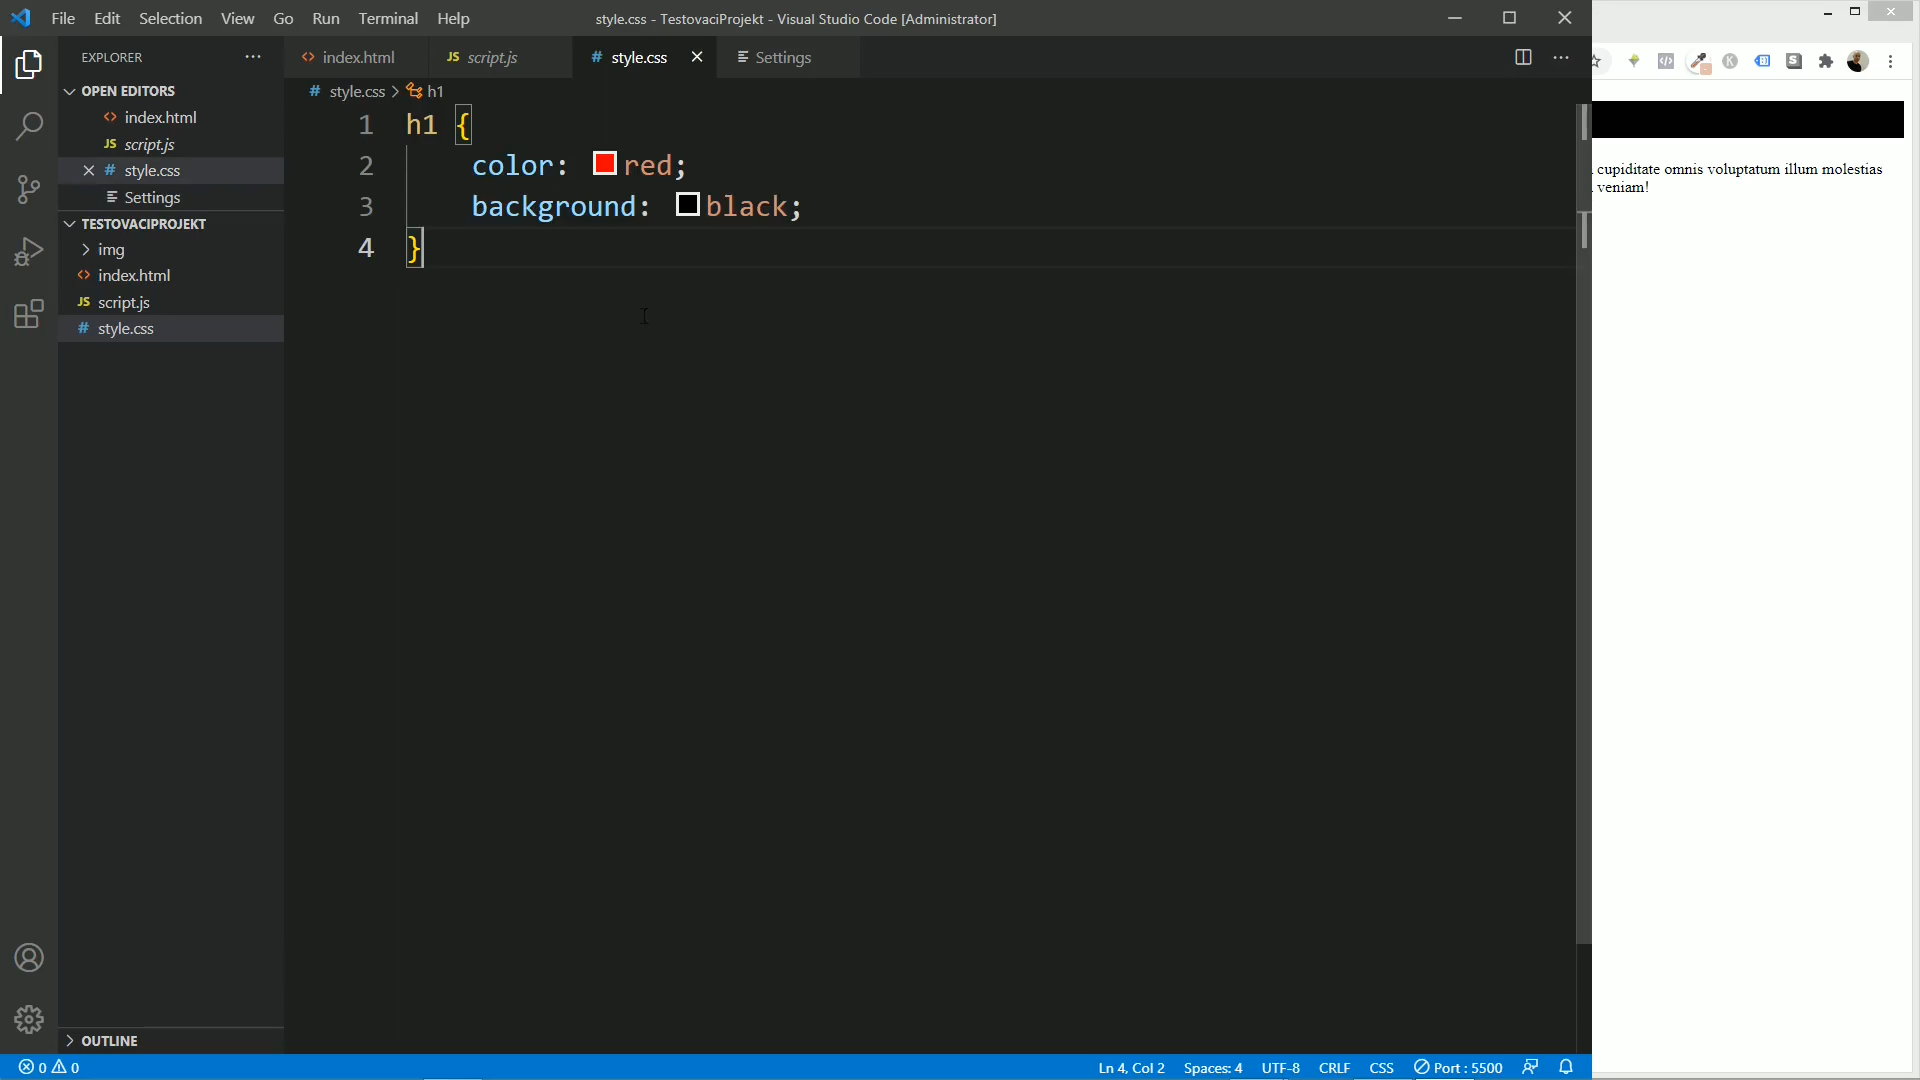 File Edit Selection View Go Run Terminal Help
style.css - TestovaciProjekt - Visual Studio Code [Administrator]
EXPLORER
OPEN EDITORS
index.html
JS script.js
# style.css
Settings
TESTOVACIPROJEKT
img
index.html
JS script.js
# style.css
OUTLINE
index.html
JS script.js
# style.css
Settings
# style.css > h1
1 h1 {
2 color: red;
3 background: black;
4 }
cupiditate omnis voluptatum illum molestias
veniam!
0 0
Ln 4, Col 2
Spaces: 4
UTF-8
CRLF
CSS
Port : 5500